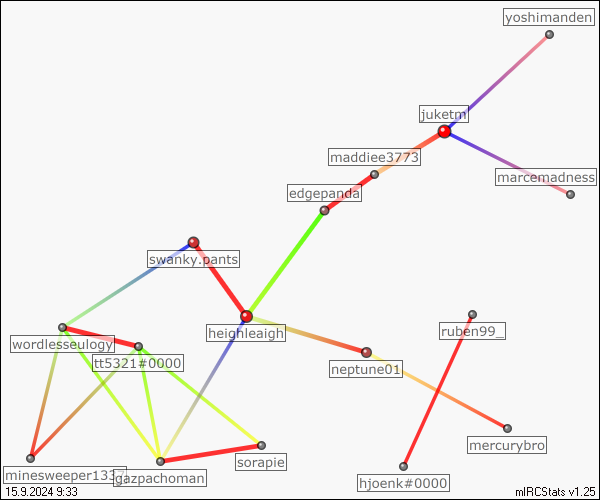 yoshimanden
juketm
maddiee3773
marcemadness
edgepanda
swanky.pants
heighleaigh
ruben99_
wordlesseulogy
tt5321#0000
neptune01
mercurybro
sorapie
minesweeper1337
gazpachoman
hjoenk#0000
15.9.2024 9:33
mIRCStats v1.25